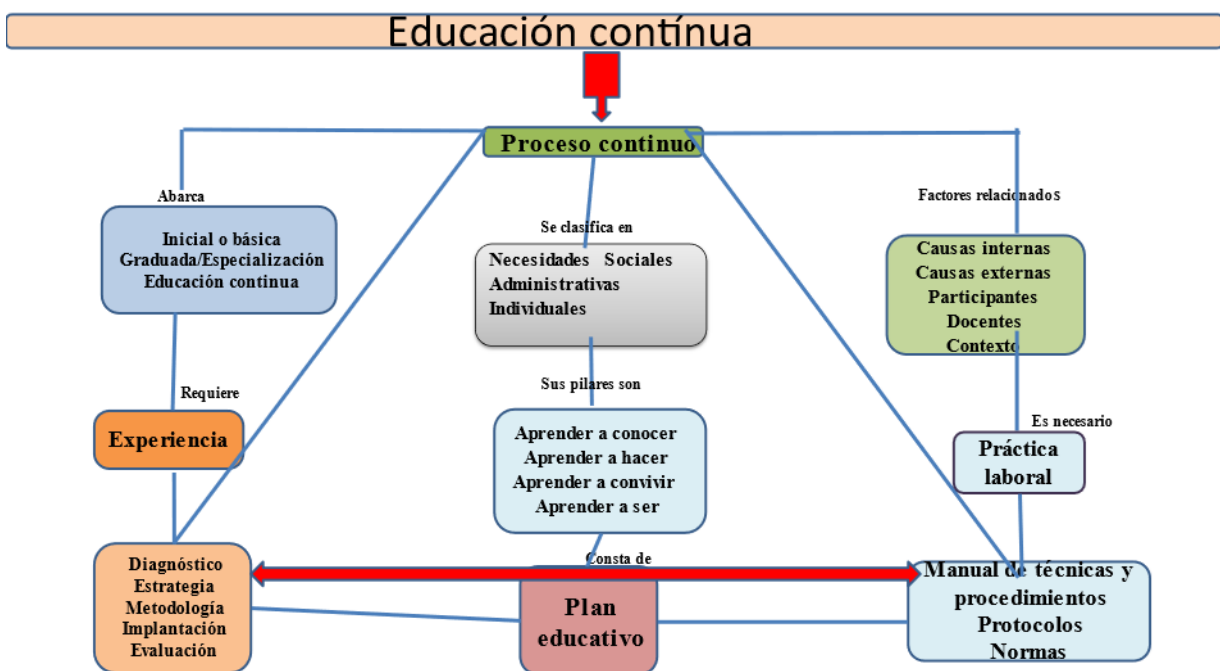 Educación contínua
Proceso continuo
Abarca
Inicial o básica
Graduada/Especialización
Educación continua
Requiere
Experiencia
Diagnóstico
Estrategia
Metodología
Implantación
Evaluación
Se clasifica en
Necesidades Sociales
Administrativas
Individuales
Sus pilares son
Aprender a conocer
Aprender a hacer
Aprender a convivir
Aprender a ser
Consta de
Plan
educativo
Factores relacionados
Causas internas
Causas externas
Participantes
Docentes
Contexto
Es necesario
Práctica
laboral
Manual de técnicas y
procedimientos
Protocolos
Normas